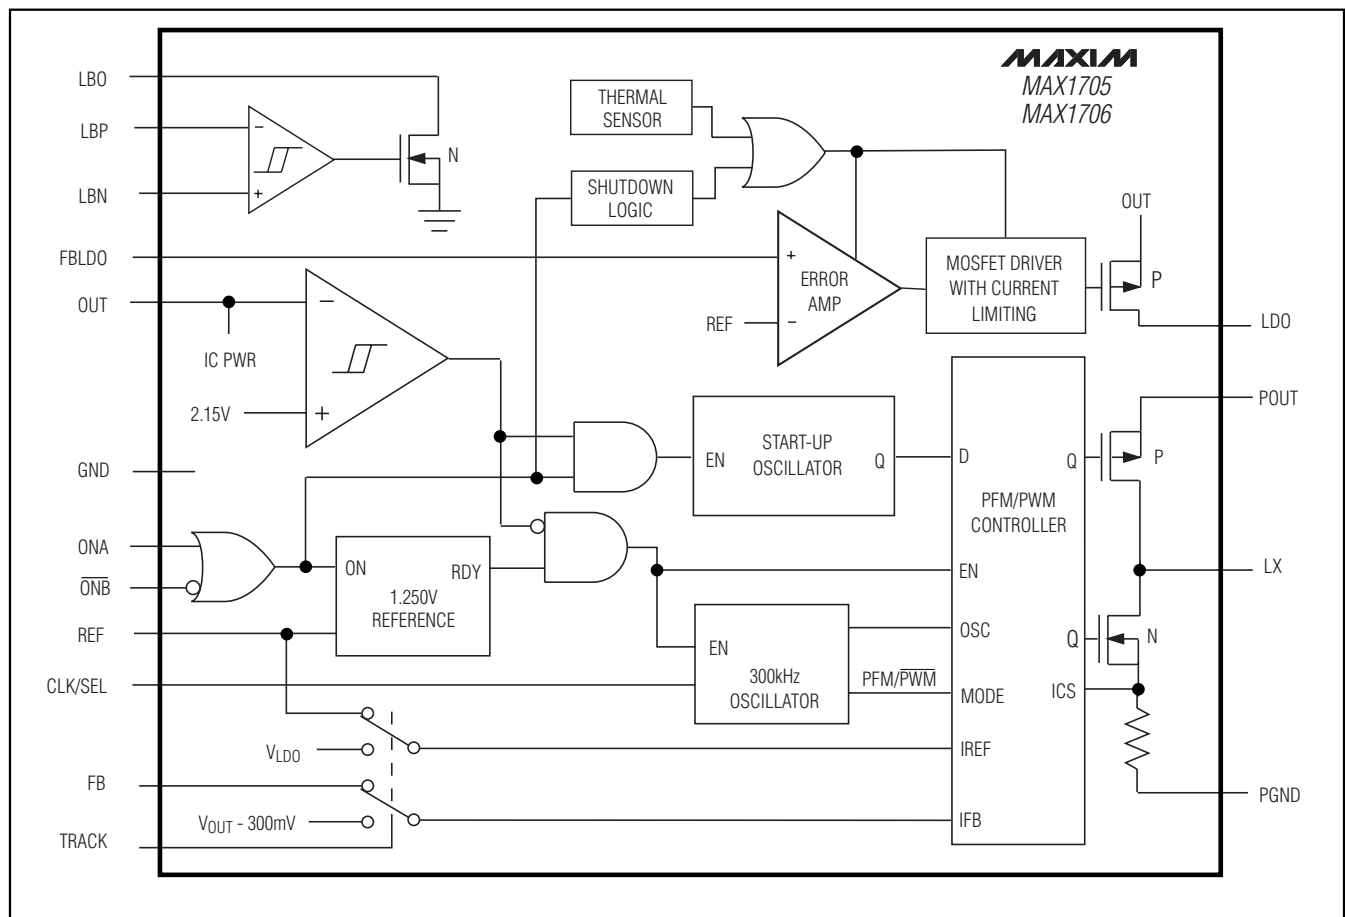 MAXIM
MAX1705
MAX1706
LBO
LBP
LBN
FBLDO
OUT
GND
ONA
O̅N̅B̅
REF
CLK/SEL
FB
TRACK
−
+
N
THERMAL
SENSOR
SHUTDOWN
LOGIC
+
−
ERROR
AMP
REF
MOSFET DRIVER
WITH CURRENT
LIMITING
OUT
P
LDO
−
+
IC PWR
2.15V
EN
START-UP
OSCILLATOR
Q
D
PFM/PWM
CONTROLLER
EN
OSC
MODE
IREF
IFB
Q
P
POUT
LX
Q
N
ICS
PGND
ON
RDY
1.250V
REFERENCE
EN
300kHz
OSCILLATOR
PFM/P̅W̅M̅
VLDO
VOUT - 300mV